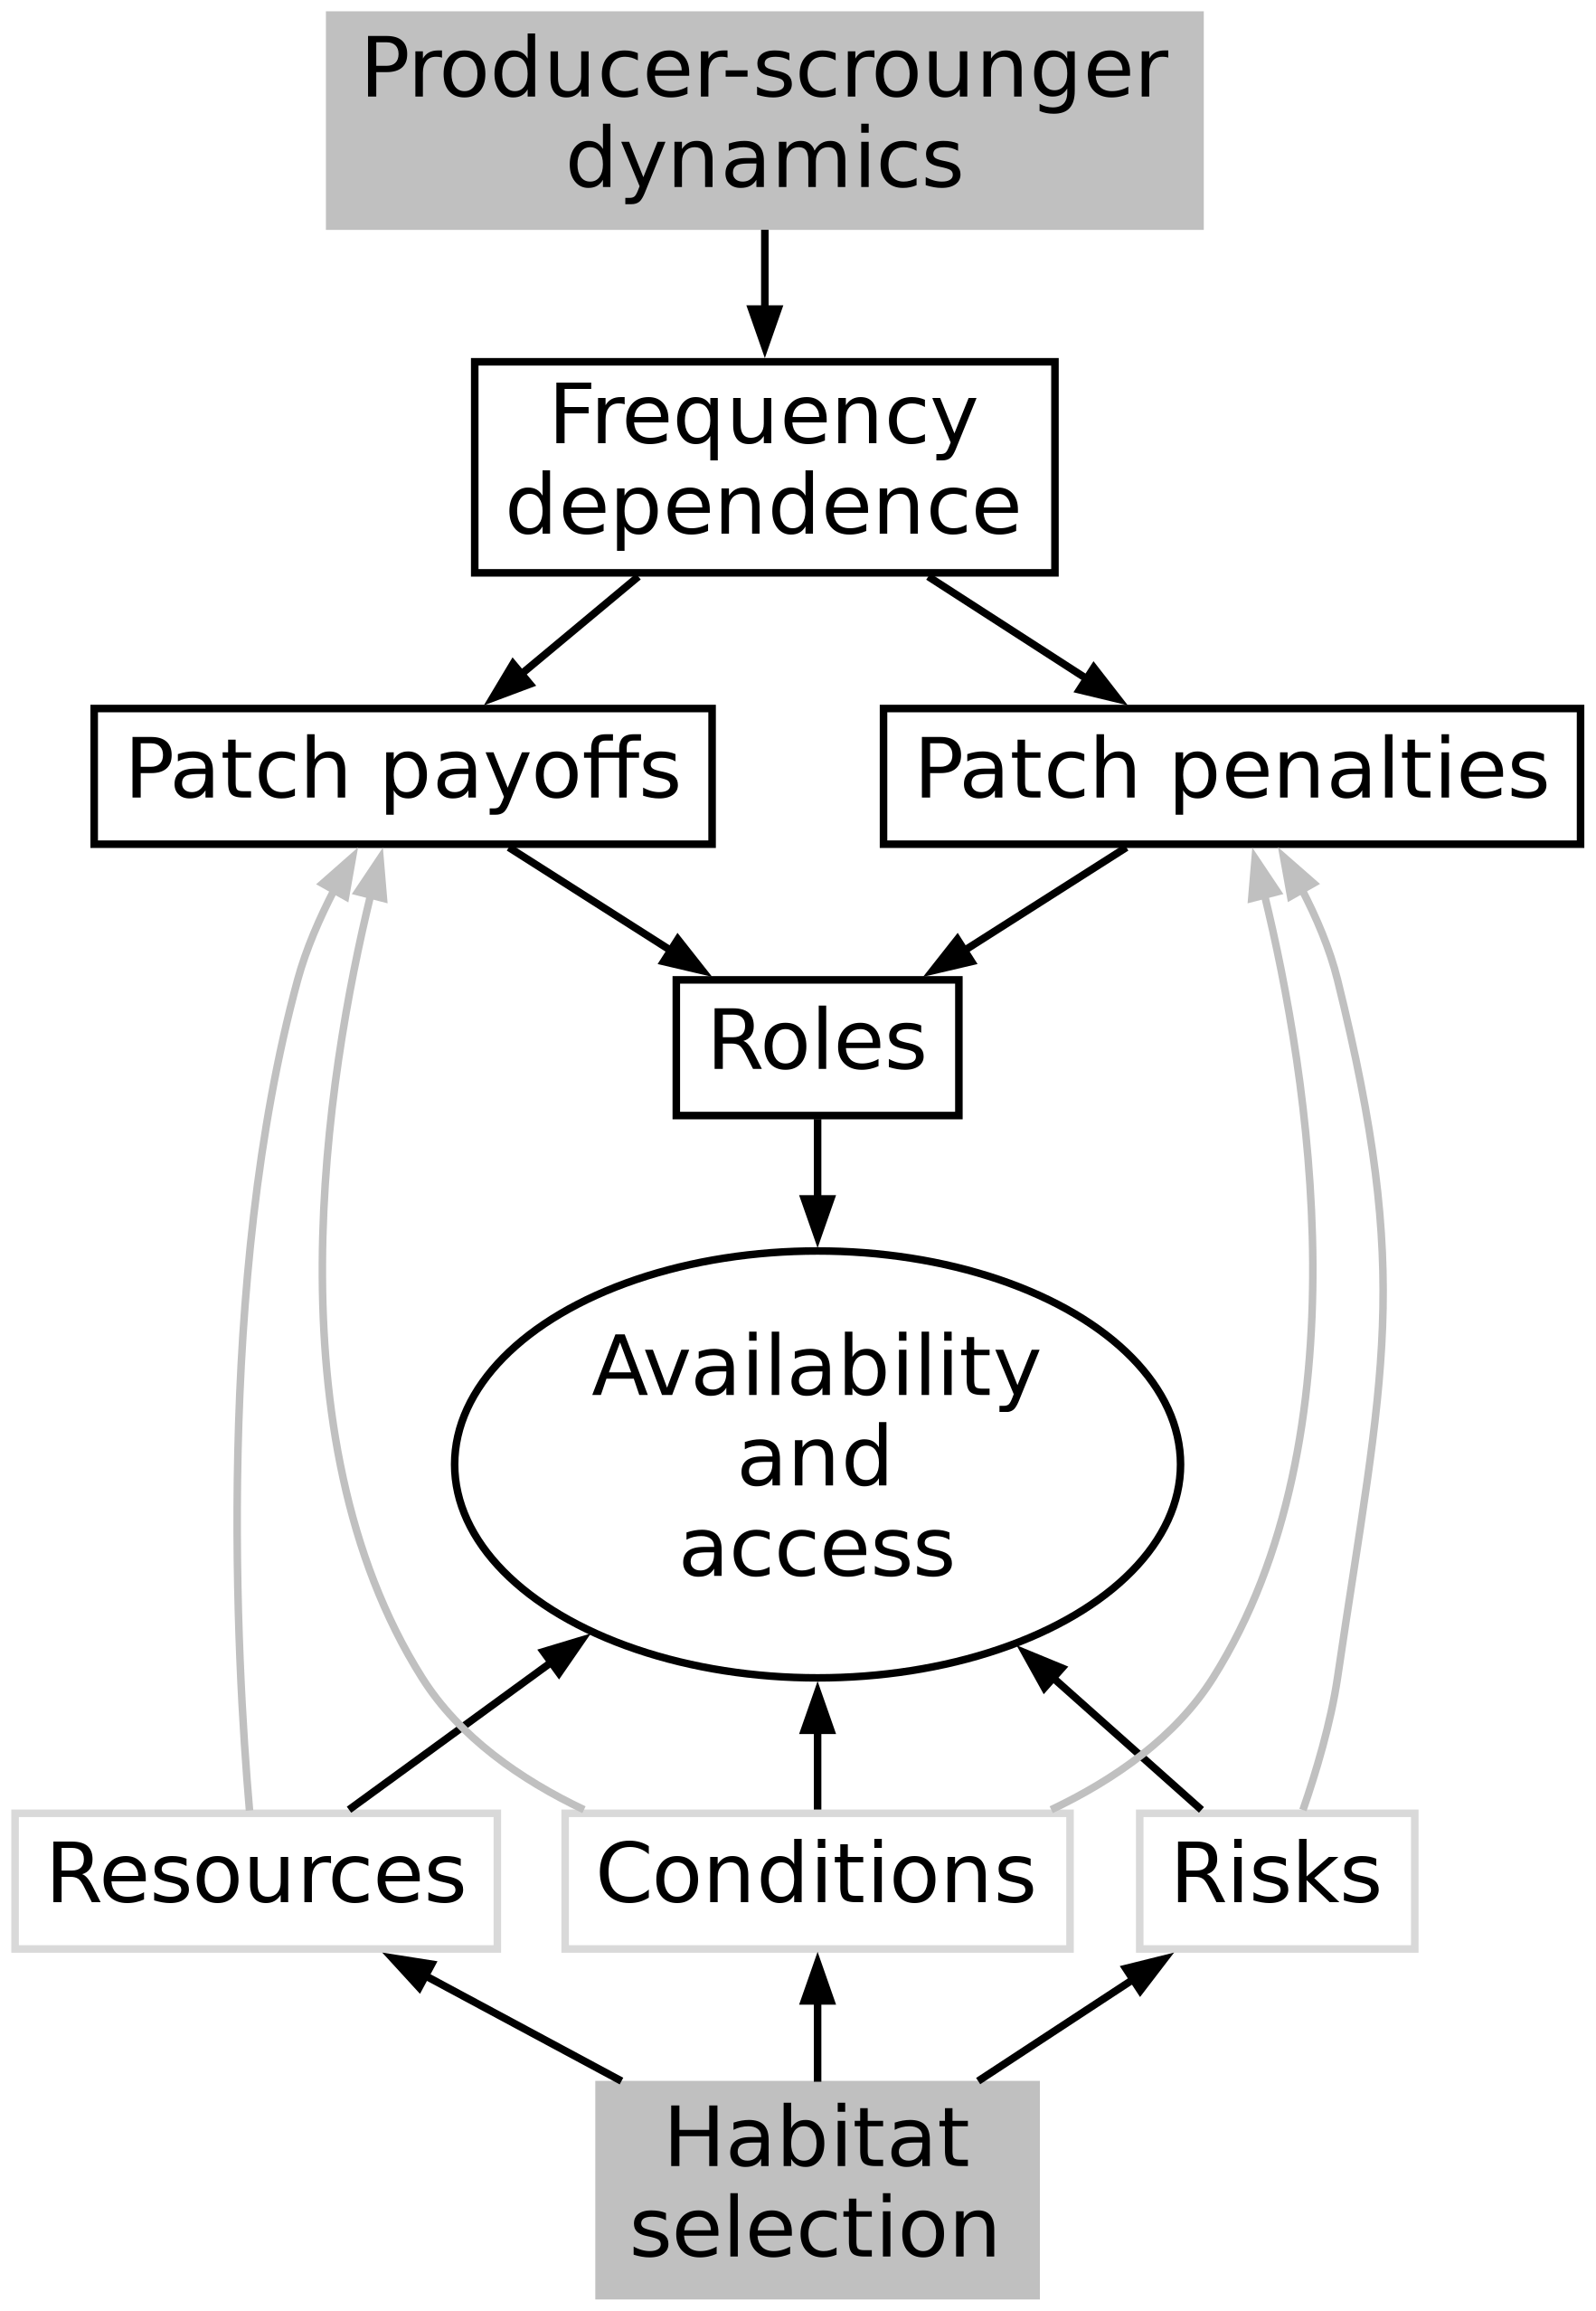 Producer-scrounger
dynamics
Frequency
dependence
Patch payoffs
Patch penalties
Roles
Availability
and
access
Resources
Conditions
Risks
Habitat
selection